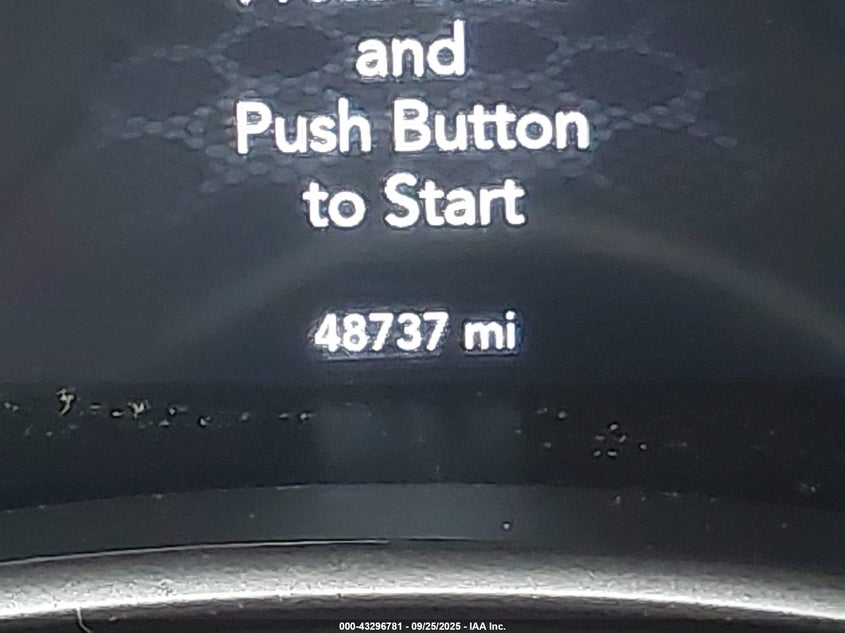 and
Push Button
to Start
48737 mi
000-43296781 - 09/25/2025 - IAA Inc.